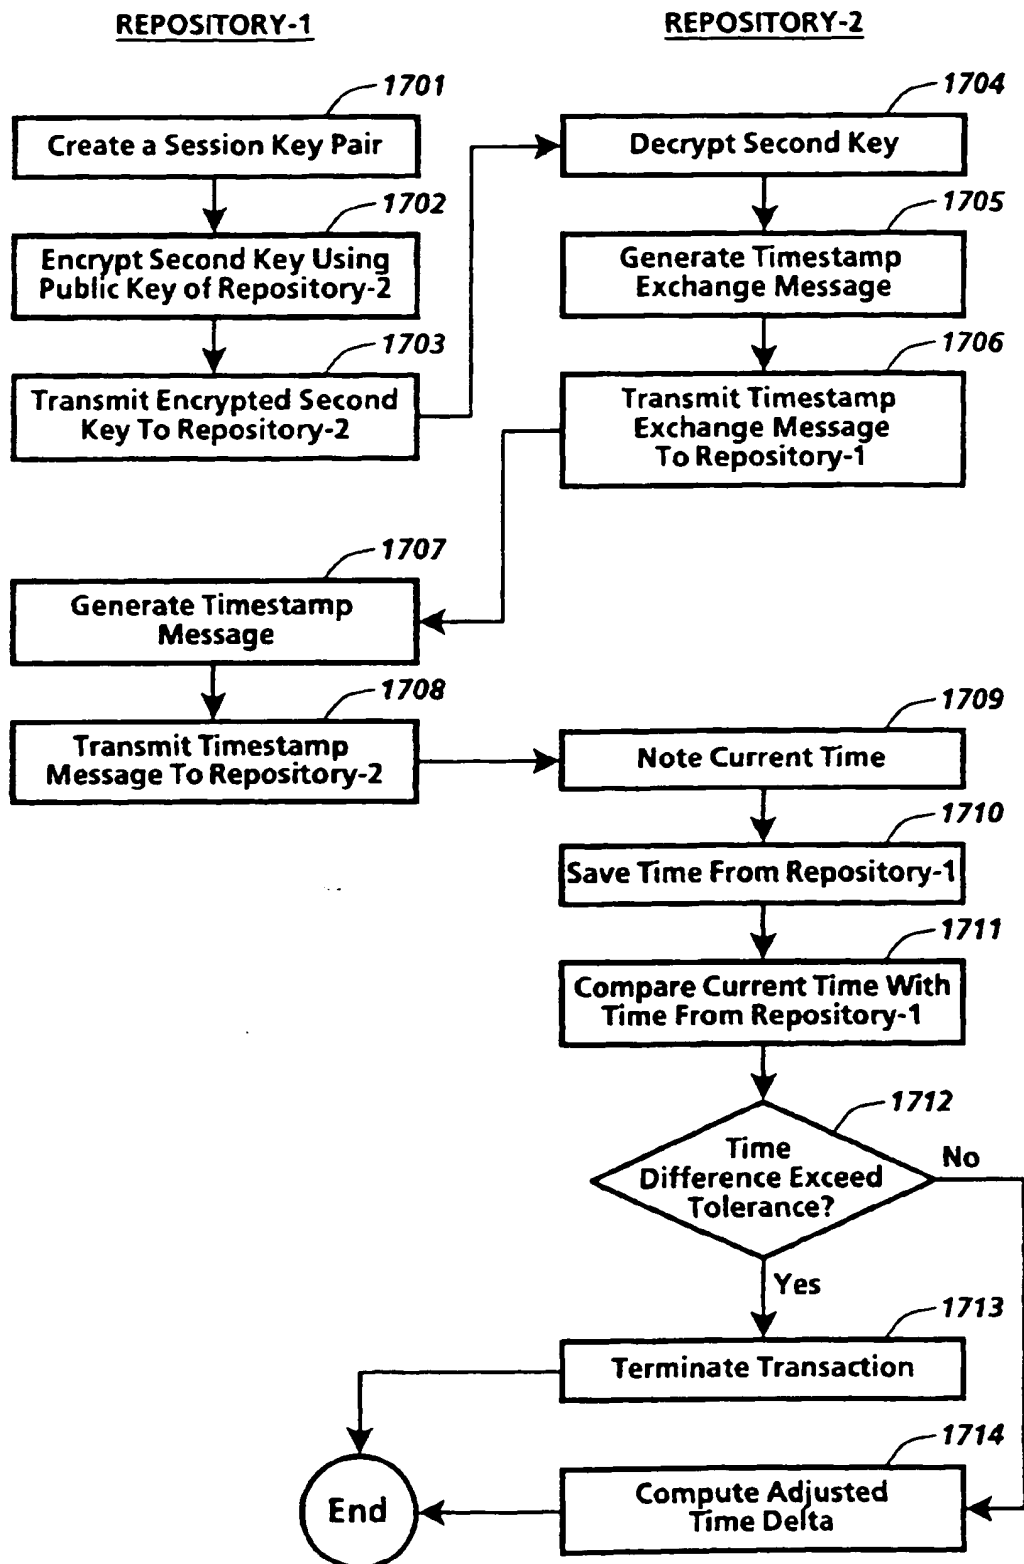 REPOSITORY-1
REPOSITORY-2
1701
Create a Session Key Pair
1702
Encrypt Second Key Using
Public Key of Repository-2
1703
Transmit Encrypted Second
Key To Repository-2
1704
Decrypt Second Key
1705
Generate Timestamp
Exchange Message
1706
Transmit Timestamp
Exchange Message
To Repository-1
1707
Generate Timestamp
Message
1708
Transmit Timestamp
Message To Repository-2
1709
Note Current Time
1710
Save Time From Repository-1
1711
Compare Current Time With
Time From Repository-1
1712
Time
Difference Exceed
Tolerance?
No
Yes
1713
Terminate Transaction
1714
Compute Adjusted
Time Delta
End